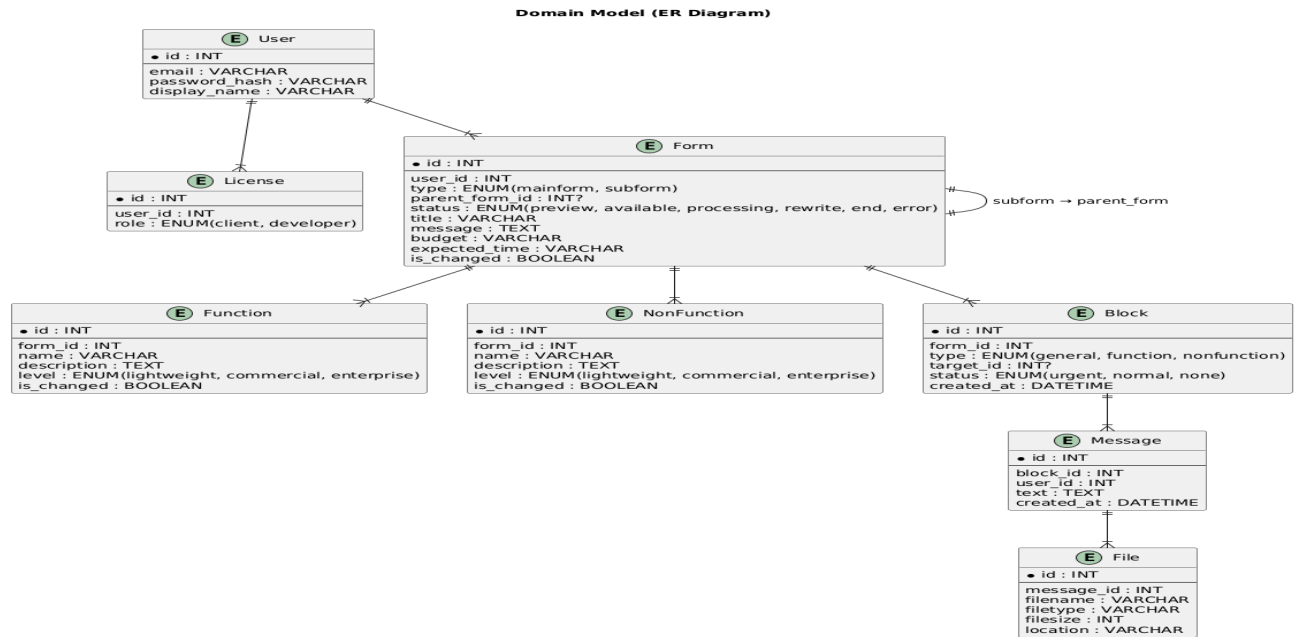 Domain Model (ER Diagram)
E User
• id : INT
email : VARCHAR
password_hash : VARCHAR
display_name : VARCHAR
E License
• id : INT
user_id : INT
role : ENUM(client, developer)
E Form
• id : INT
user_id : INT
type : ENUM(mainform, subform)
parent_form_id : INT?
status : ENUM(preview, available, processing, rewrite, end, error)
title : VARCHAR
message : TEXT
budget : VARCHAR
expected_time : VARCHAR
is_changed : BOOLEAN
subform → parent_form
E Function
• id : INT
form_id : INT
name : VARCHAR
description : TEXT
level : ENUM(lightweight, commercial, enterprise)
is_changed : BOOLEAN
E NonFunction
• id : INT
form_id : INT
name : VARCHAR
description : TEXT
level : ENUM(lightweight, commercial, enterprise)
is_changed : BOOLEAN
E Block
• id : INT
form_id : INT
type : ENUM(general, function, nonfunction)
target_id : INT?
status : ENUM(urgent, normal, none)
created_at : DATETIME
E Message
• id : INT
block_id : INT
user_id : INT
text : TEXT
created_at : DATETIME
E File
• id : INT
message_id : INT
filename : VARCHAR
filetype : VARCHAR
filesize : INT
location : VARCHAR